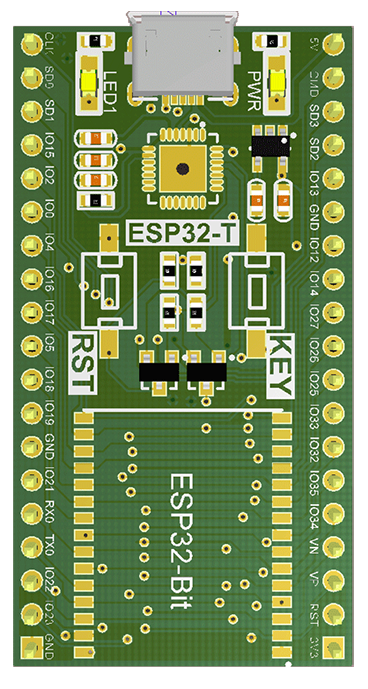 CLK
5V
SD0
CMD
SD1
SD3
IO15
SD2
IO2
IO13
IO0
GND
IO4
IO12
IO16
IO14
IO17
IO27
IO5
IO26
IO18
IO25
IO19
IO33
GND
IO32
IO21
IO35
RX0
IO34
TX0
VN
IO22
VP
IO23
RST
GND
3V3
LED1
PWR
ESP32-T
RST
KEY
ESP32-Bit